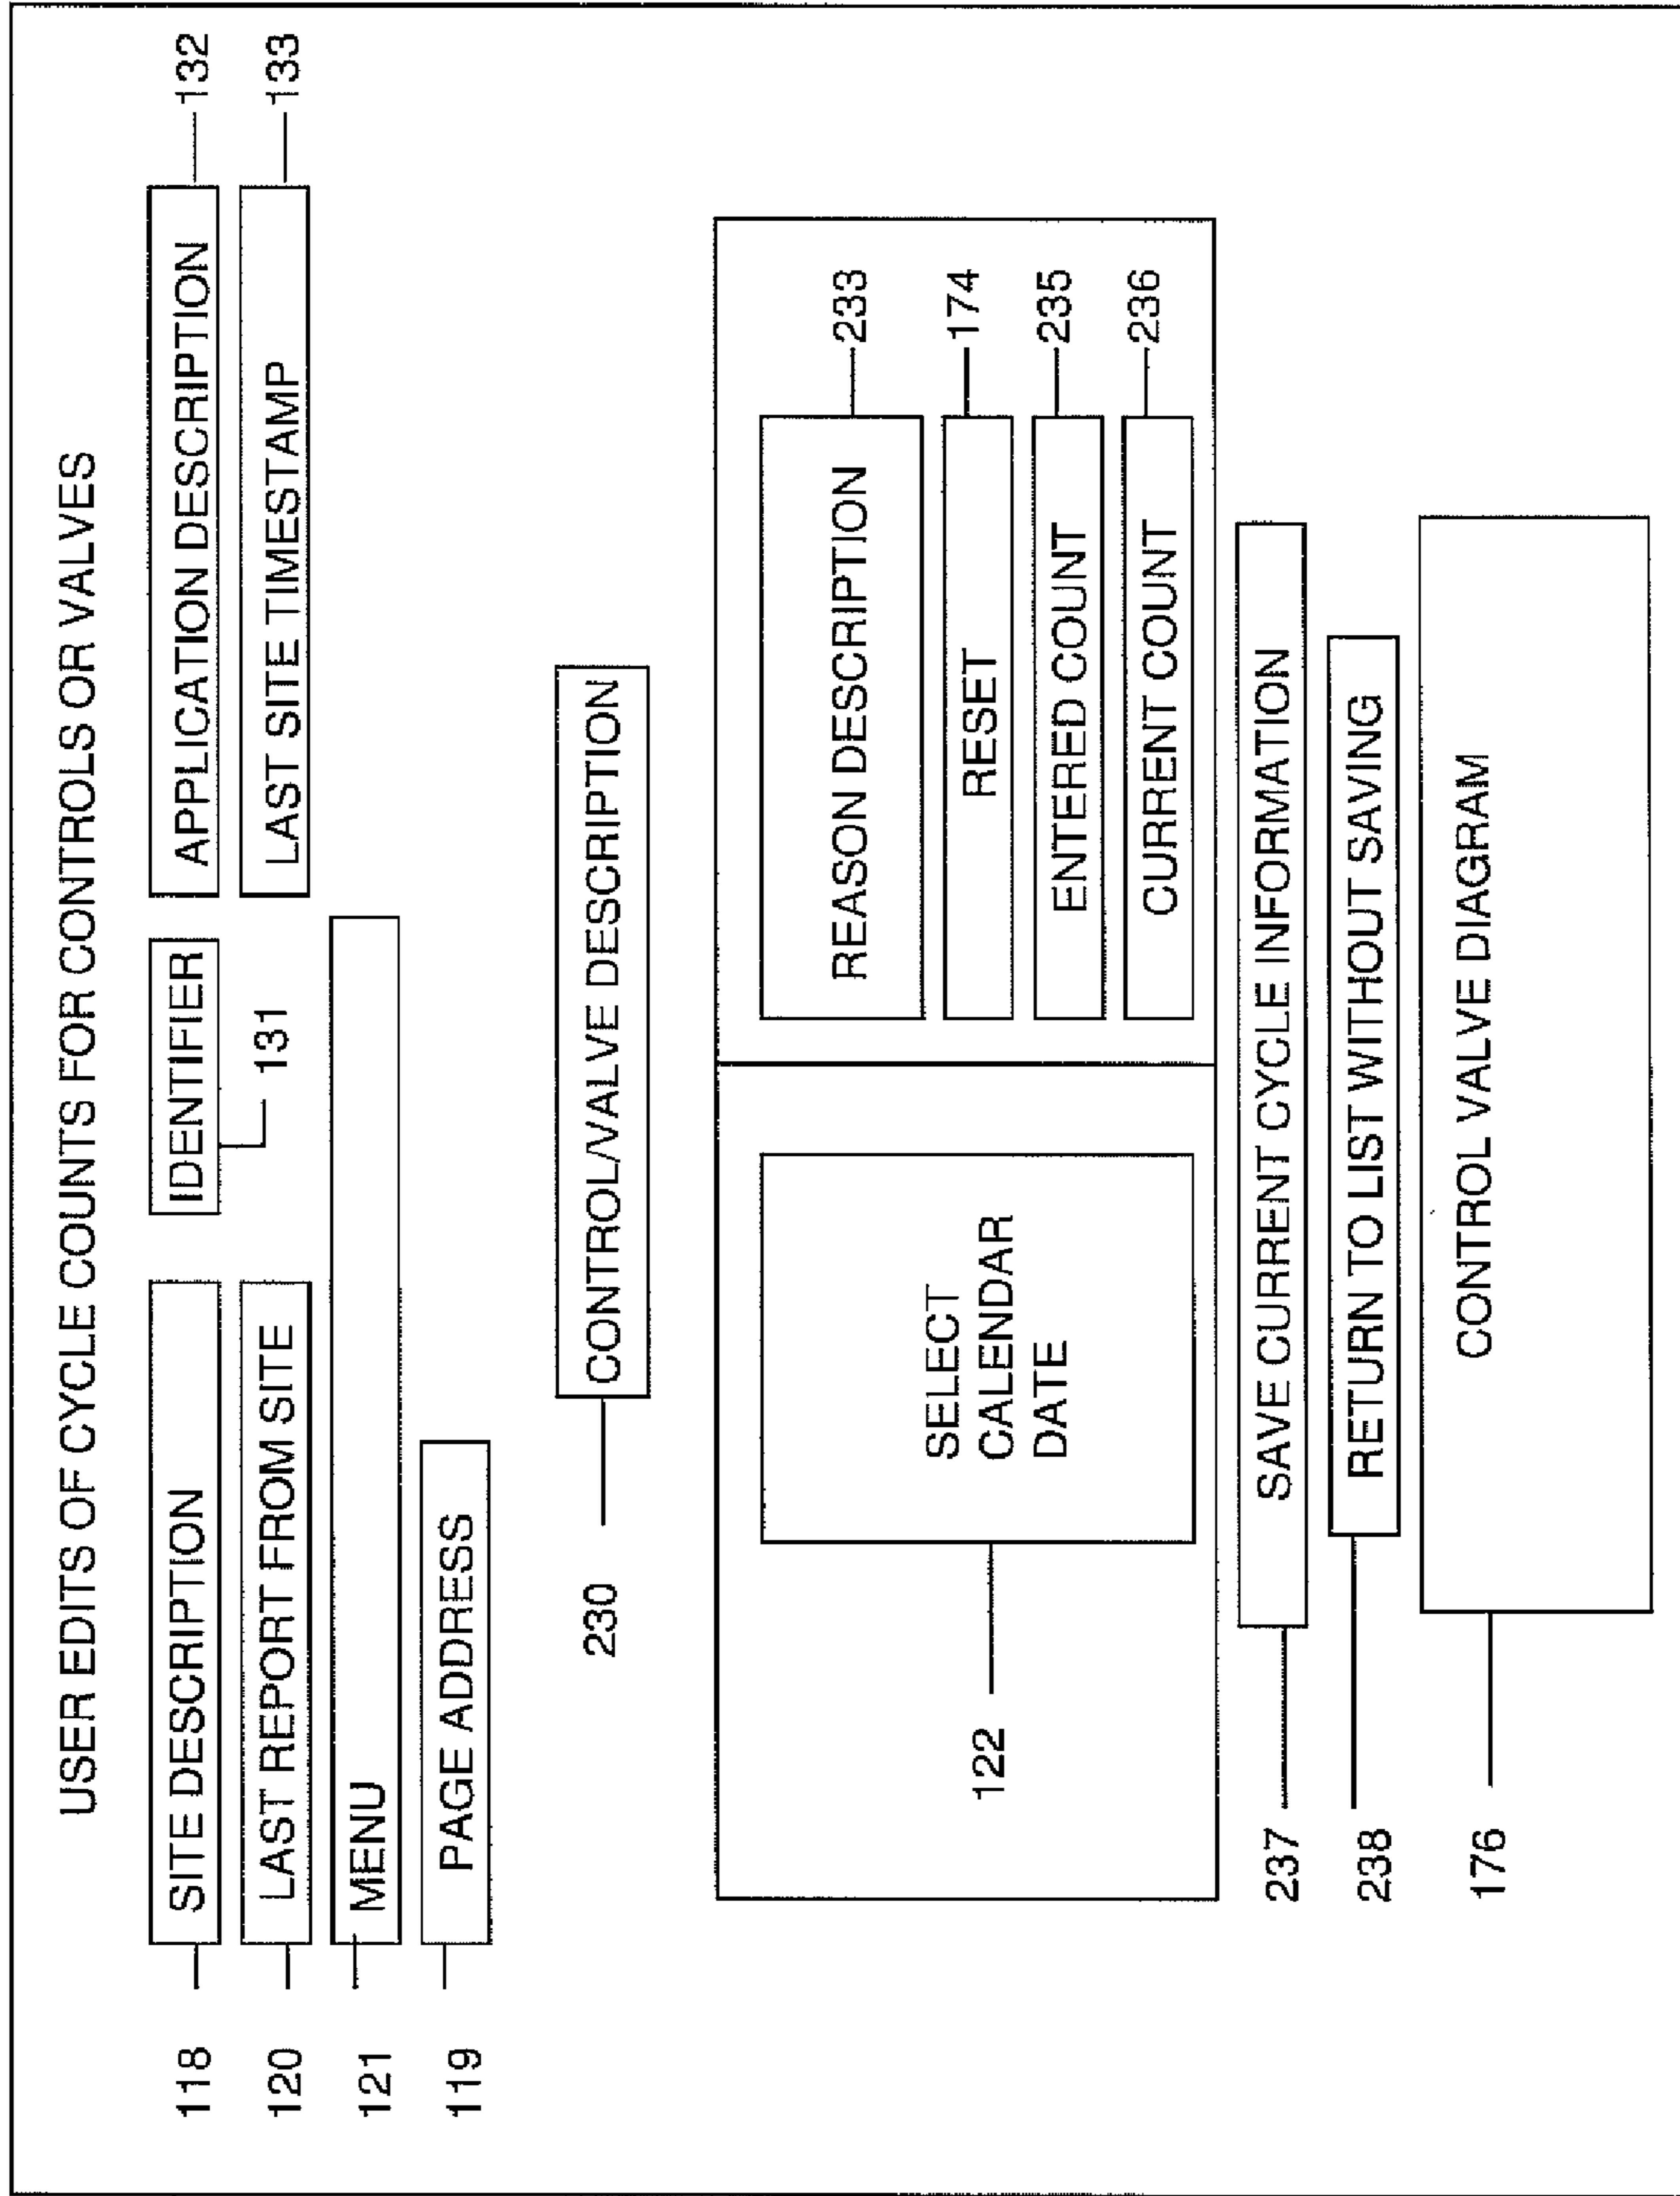 USER EDITS OF CYCLE COUNTS FOR CONTROLS OR VALVES
118 SITE DESCRIPTION IDENTIFIER APPLICATION DESCRIPTION 132
120 LAST REPORT FROM SITE 131 LAST SITE TIMESTAMP 133
121 MENU
119 PAGE ADDRESS
230 CONTROL/VALVE DESCRIPTION
122
SELECT
CALENDAR
DATE
REASON DESCRIPTION 233
RESET 174
ENTERED COUNT 235
CURRENT COUNT 236
237 SAVE CURRENT CYCLE INFORMATION
238 RETURN TO LIST WITHOUT SAVING
176 CONTROL VALVE DIAGRAM